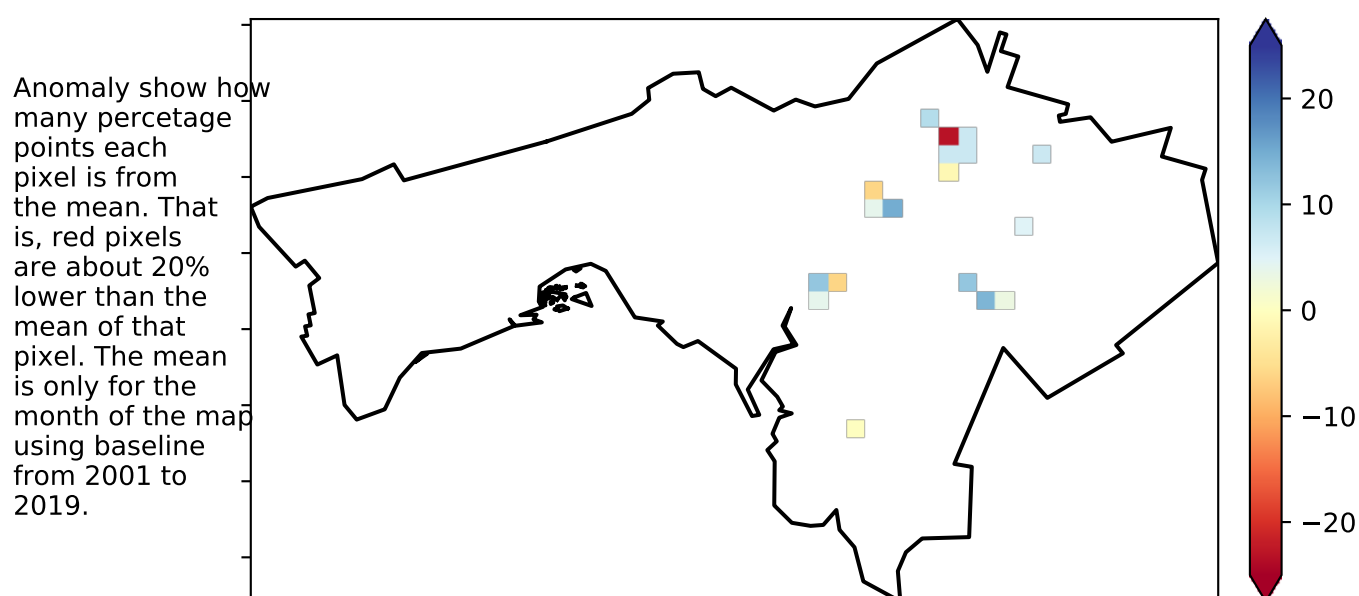 Anomaly show how
many percetage
points each
pixel is from
the mean. That
is, red pixels
are about 20%
lower than the
mean of that
pixel. The mean
is only for the
month of the map
using baseline
from 2001 to
2019.
20
10
0
−10
−20